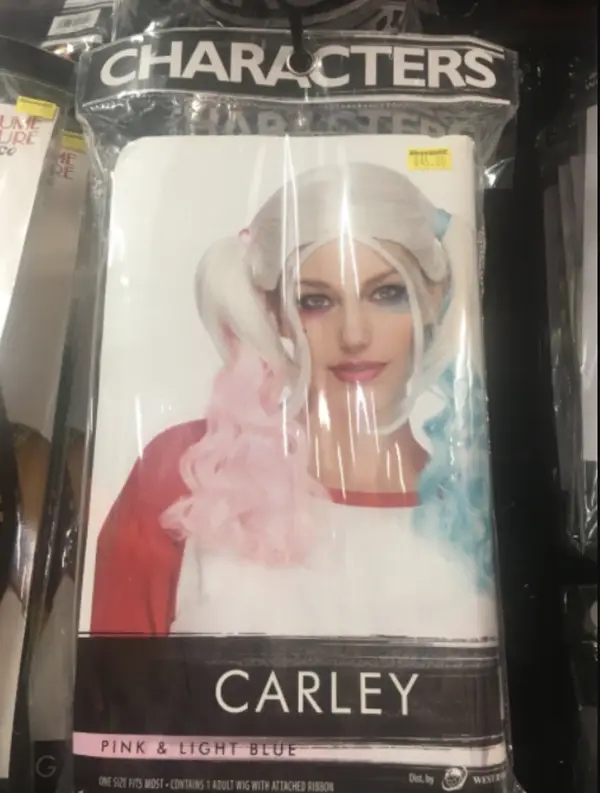 CHARACTERS
CARLEY
PINK & LIGHT BLUE
ONE SIZE FITS MOST • CONTAINS 1 ADULT WIG WITH ATTACHED RIBBON
Dist. by
G